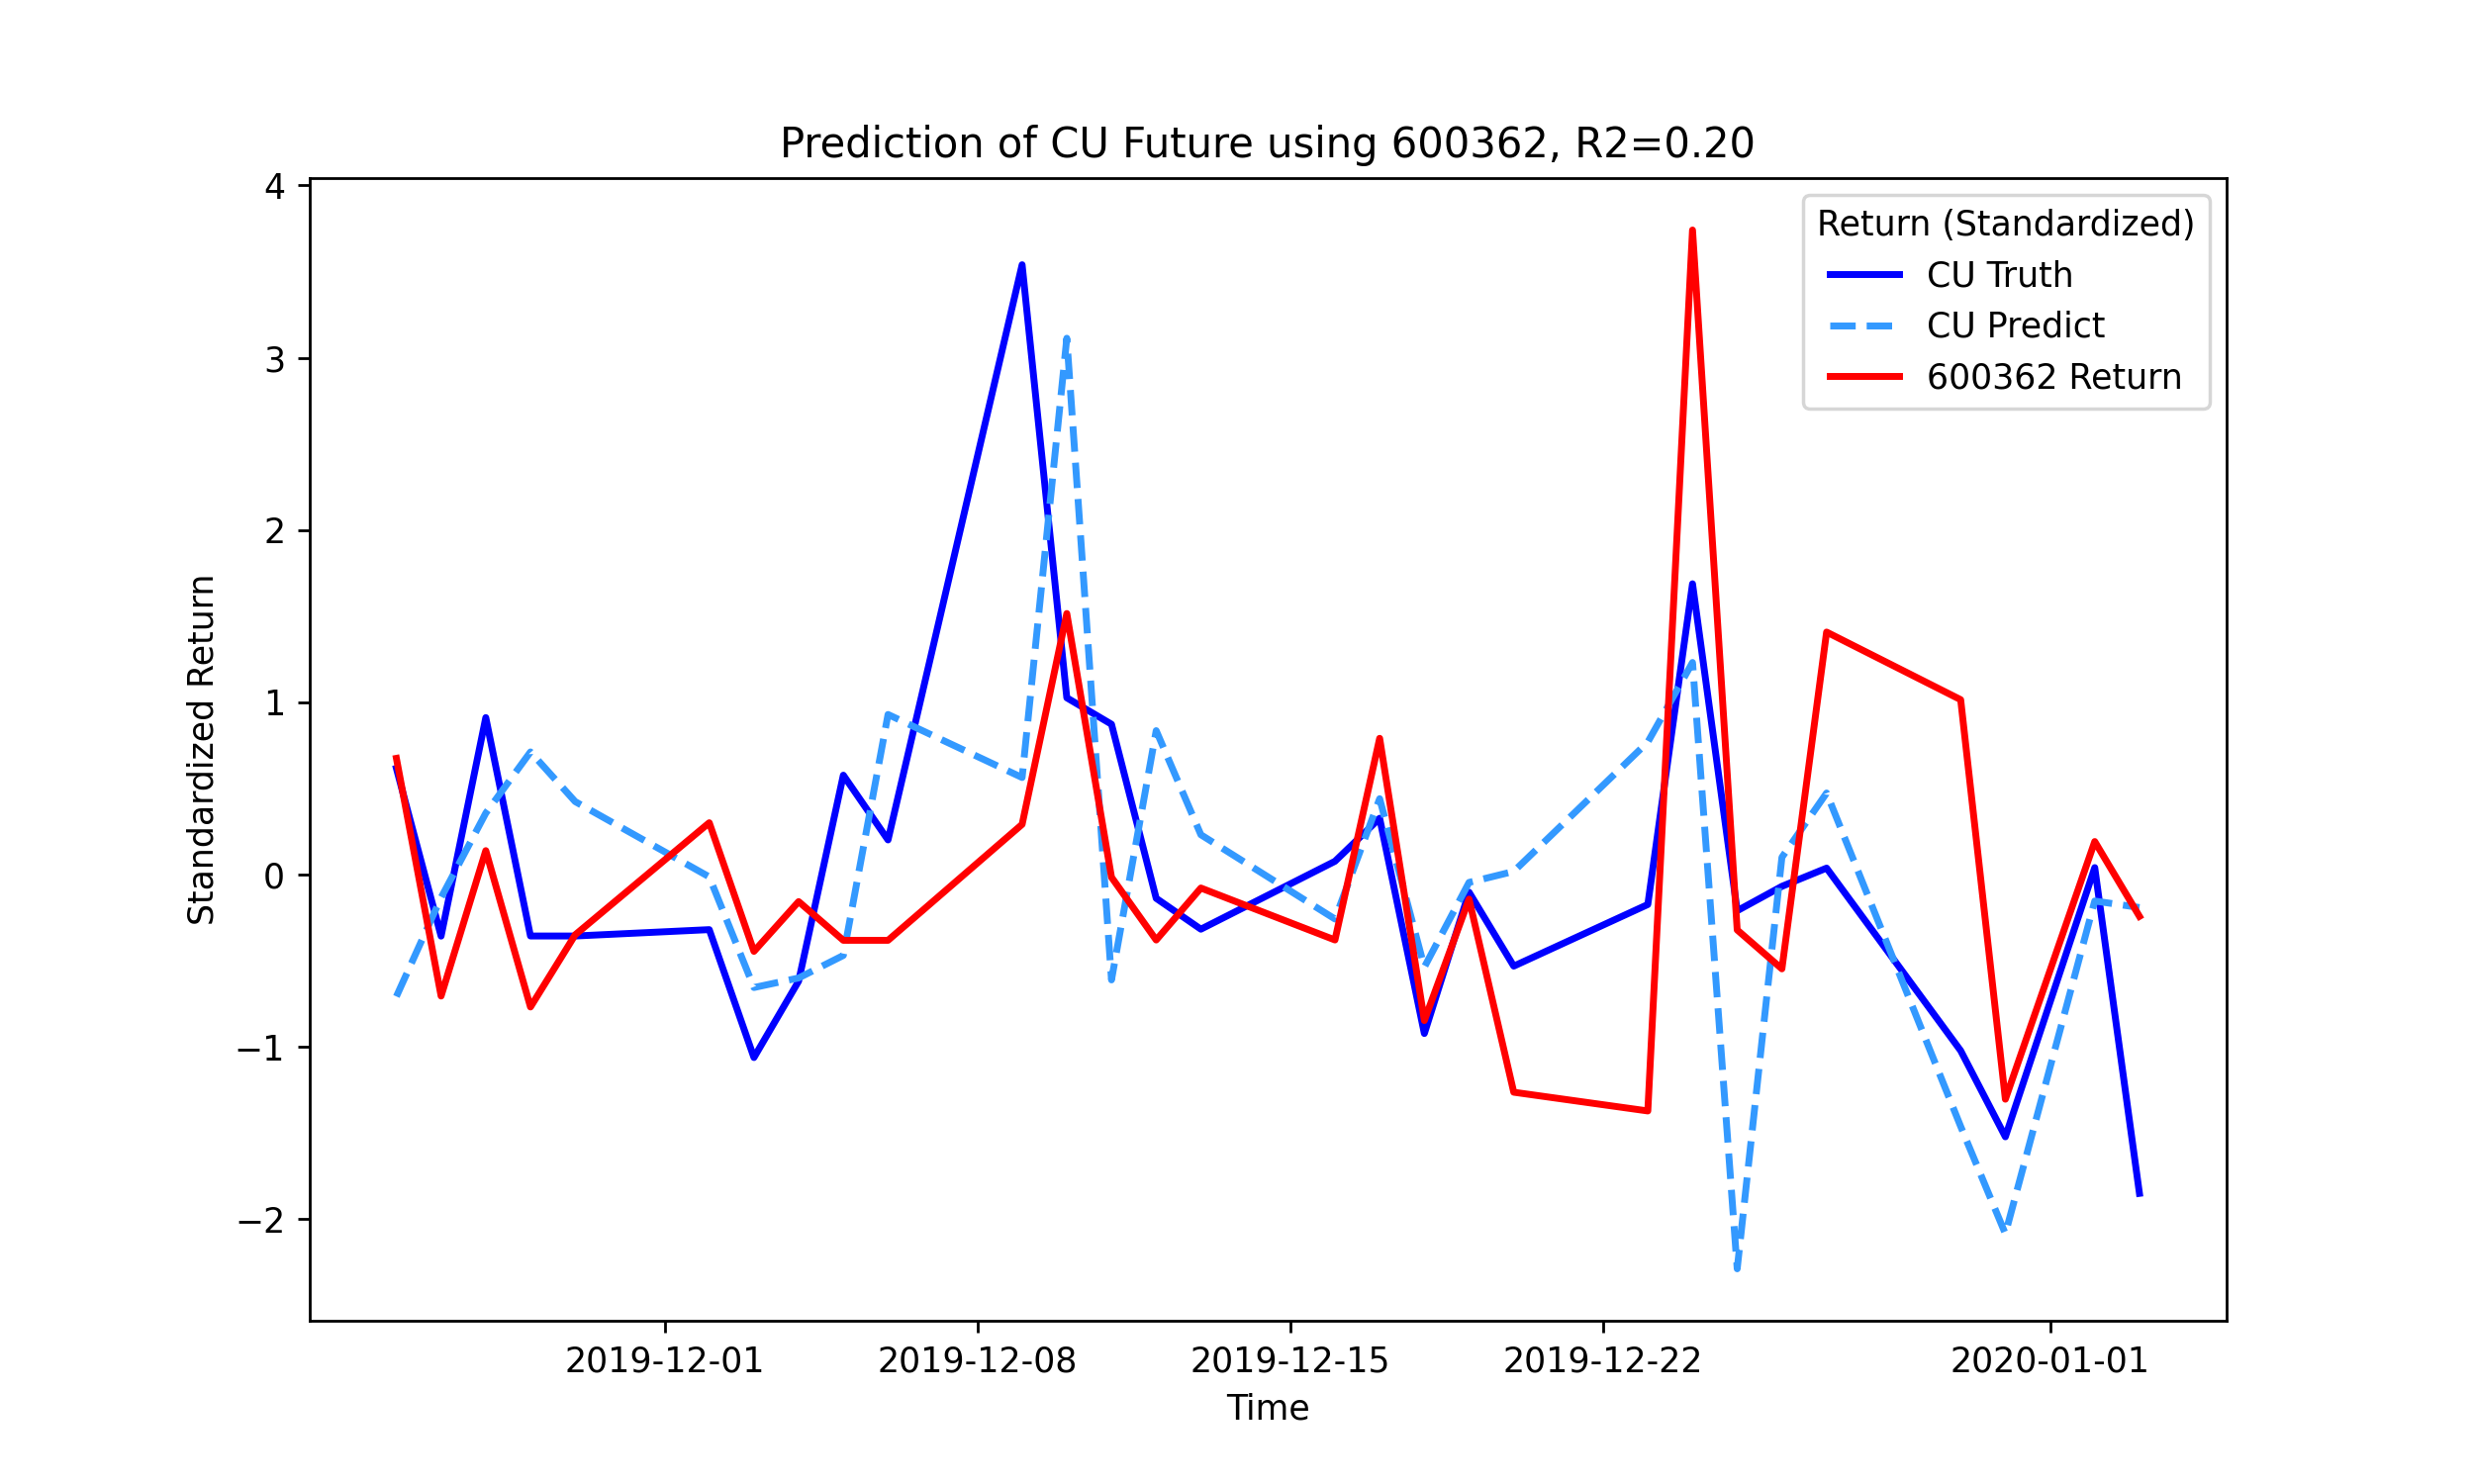 Prediction of CU Future using 600362, R2=0.20
Return (Standardized)
CU Truth
CU Predict
600362 Return
Standardized Return
4
3
2
1
0
−1
−2
2019-12-01
2019-12-08
2019-12-15
2019-12-22
2020-01-01
Time